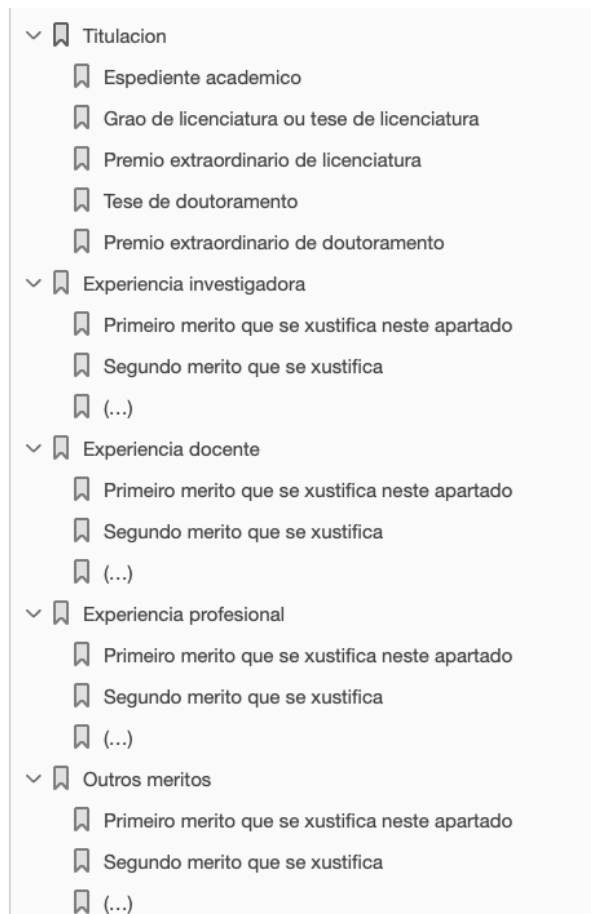 Titulacion
Espediente academico
Grao de licenciatura ou tese de licenciatura
Premio extraordinario de licenciatura
Tese de doutoramento
Premio extraordinario de doutoramento
Experiencia investigadora
Primeiro merito que se xustifica neste apartado
Segundo merito que se xustifica
(...)
Experiencia docente
Primeiro merito que se xustifica neste apartado
Segundo merito que se xustifica
(...)
Experiencia profesional
Primeiro merito que se xustifica neste apartado
Segundo merito que se xustifica
(...)
Outros meritos
Primeiro merito que se xustifica neste apartado
Segundo merito que se xustifica
(...)